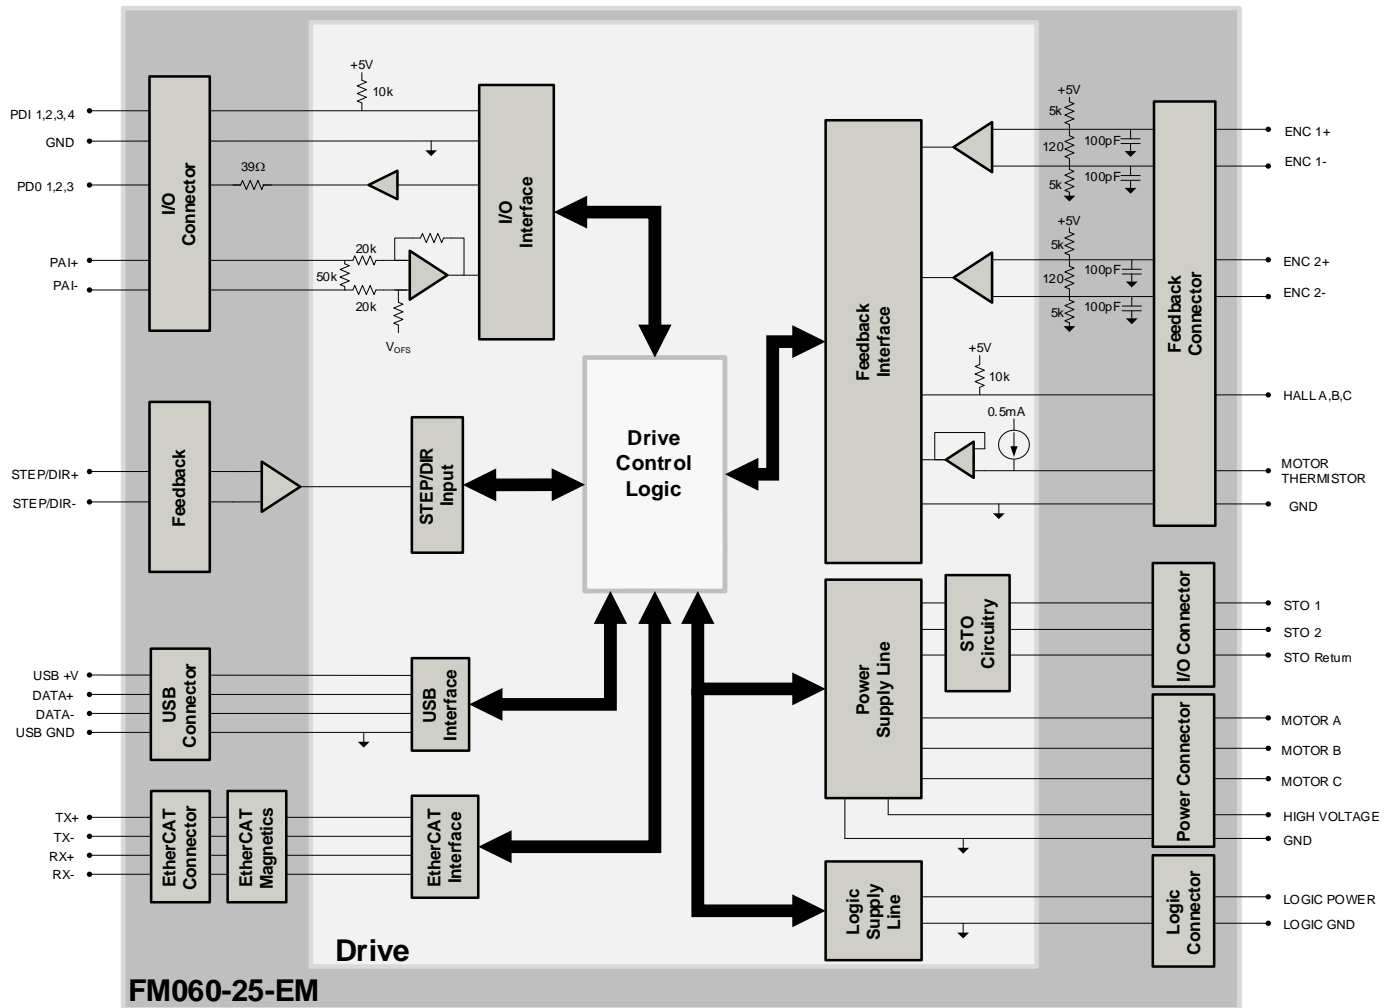 PDI 1,2,3,4
GND
PD0 1,2,3
PAI+
PAI-
I/O
Connector
+5V
10k
39Ω
20k
50k
20k
VOFS
I/O
Interface
STEP/DIR+
STEP/DIR-
Feedback
STEP/DIR
Input
Drive
Control
Logic
USB +V
DATA+
DATA-
USB GND
USB
Connector
USB
Interface
TX+
TX-
RX+
RX-
EtherCAT
Connector
EtherCAT
Magnetics
EtherCAT
Interface
Feedback
Interface
+5V
5k
120
5k
100pF
100pF
+5V
5k
120
5k
100pF
100pF
+5V
10k
0.5mA
Feedback
Connector
ENC 1+
ENC 1-
ENC 2+
ENC 2-
HALL A,B,C
MOTOR
THERMISTOR
GND
Power
Supply Line
STO
Circuitry
I/O Connector
STO 1
STO 2
STO Return
Power Connector
MOTOR A
MOTOR B
MOTOR C
HIGH VOLTAGE
GND
Logic
Supply
Line
Logic
Connector
LOGIC POWER
LOGIC GND
Drive
FM060-25-EM